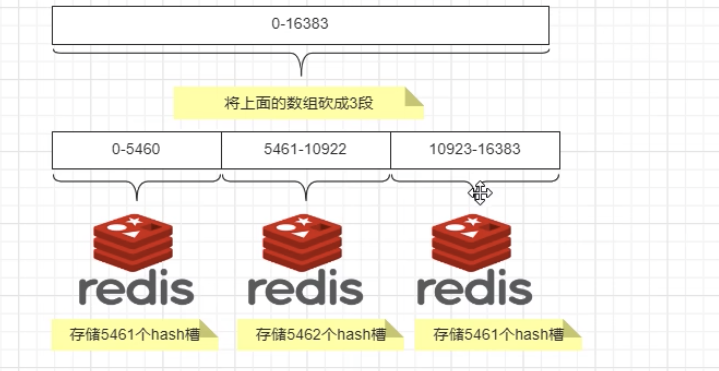 0-16383
将上面的数组砍成3段
0-5460
5461-10922
10923-16383
redis
redis
redis
存储5461个hash槽
存储5462个hash槽
存储5461个hash槽